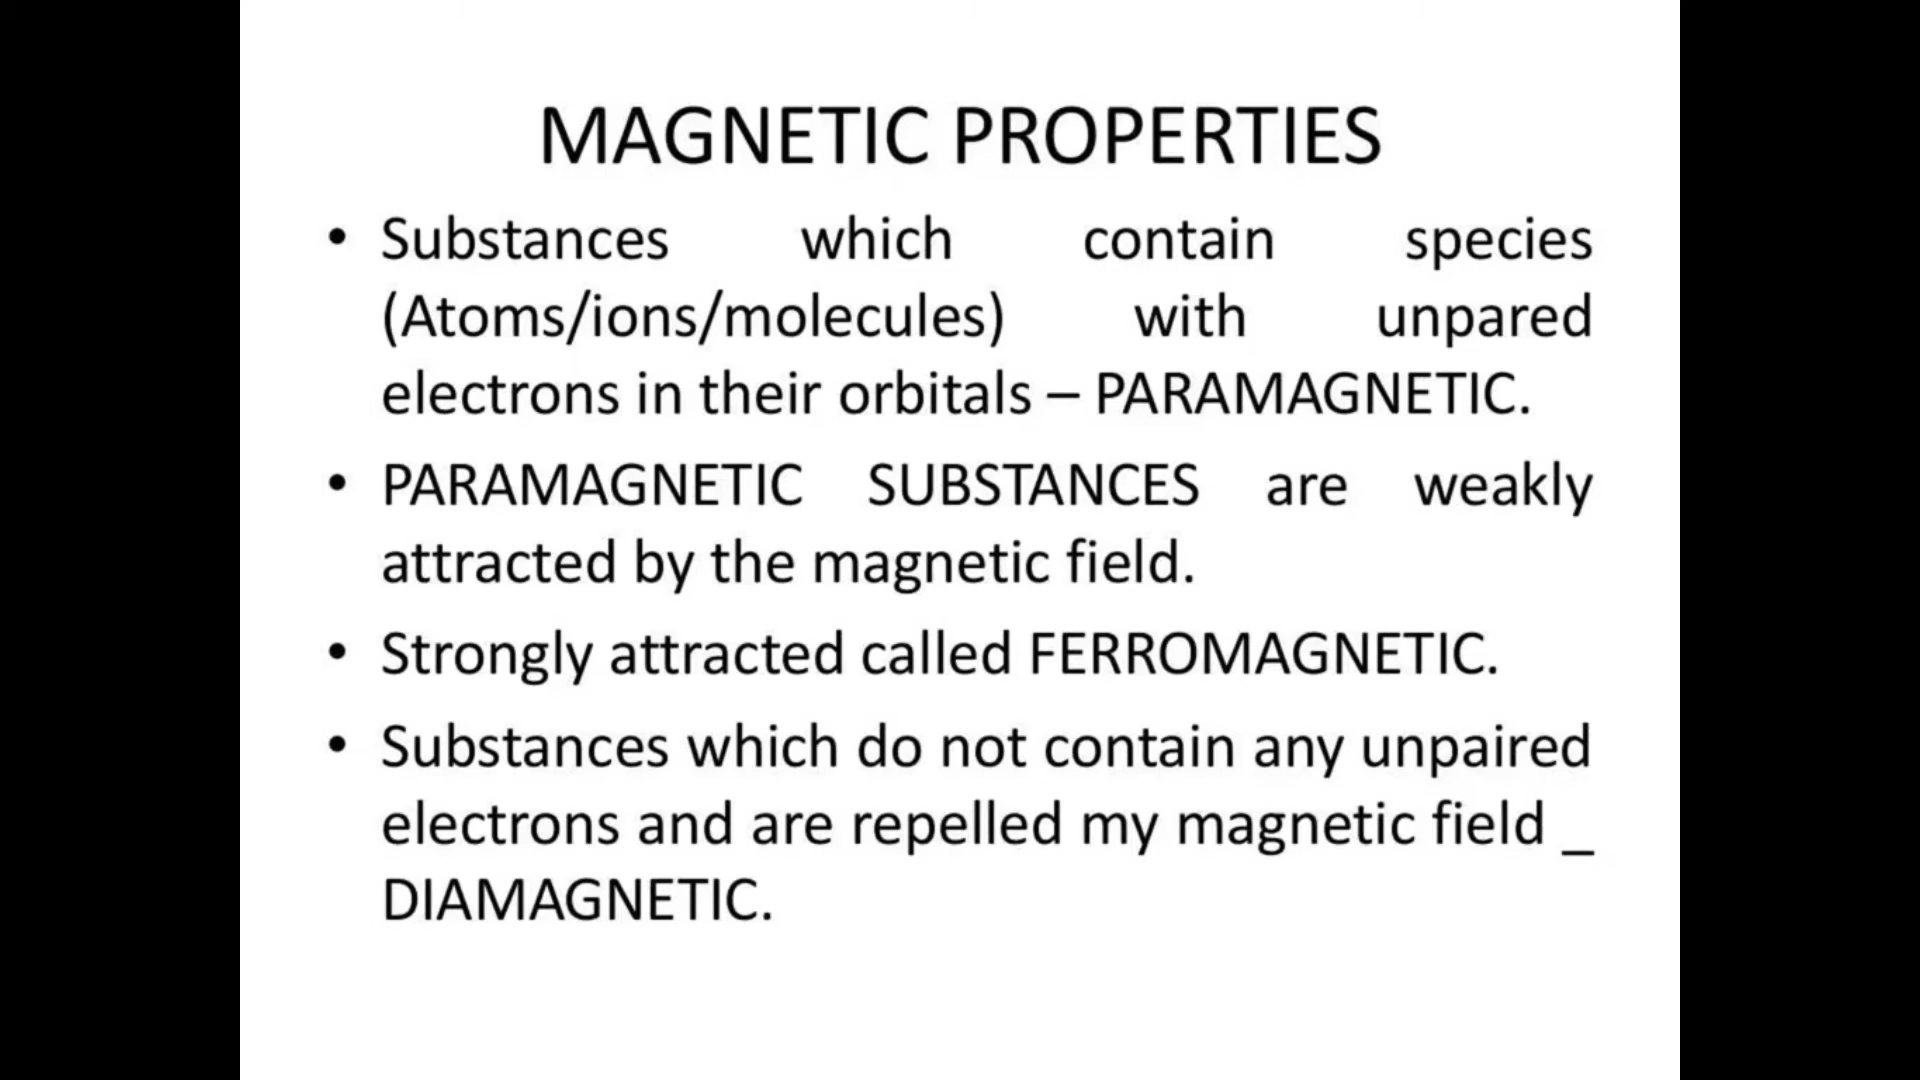 MAGNETIC PROPERTIES
• Substances which contain species
(Atoms/ions/molecules) with unpared
electrons in their orbitals – PARAMAGNETIC.
• PARAMAGNETIC SUBSTANCES are weakly
attracted by the magnetic field.
• Strongly attracted called FERROMAGNETIC.
• Substances which do not contain any unpaired
electrons and are repelled my magnetic field _
DIAMAGNETIC.